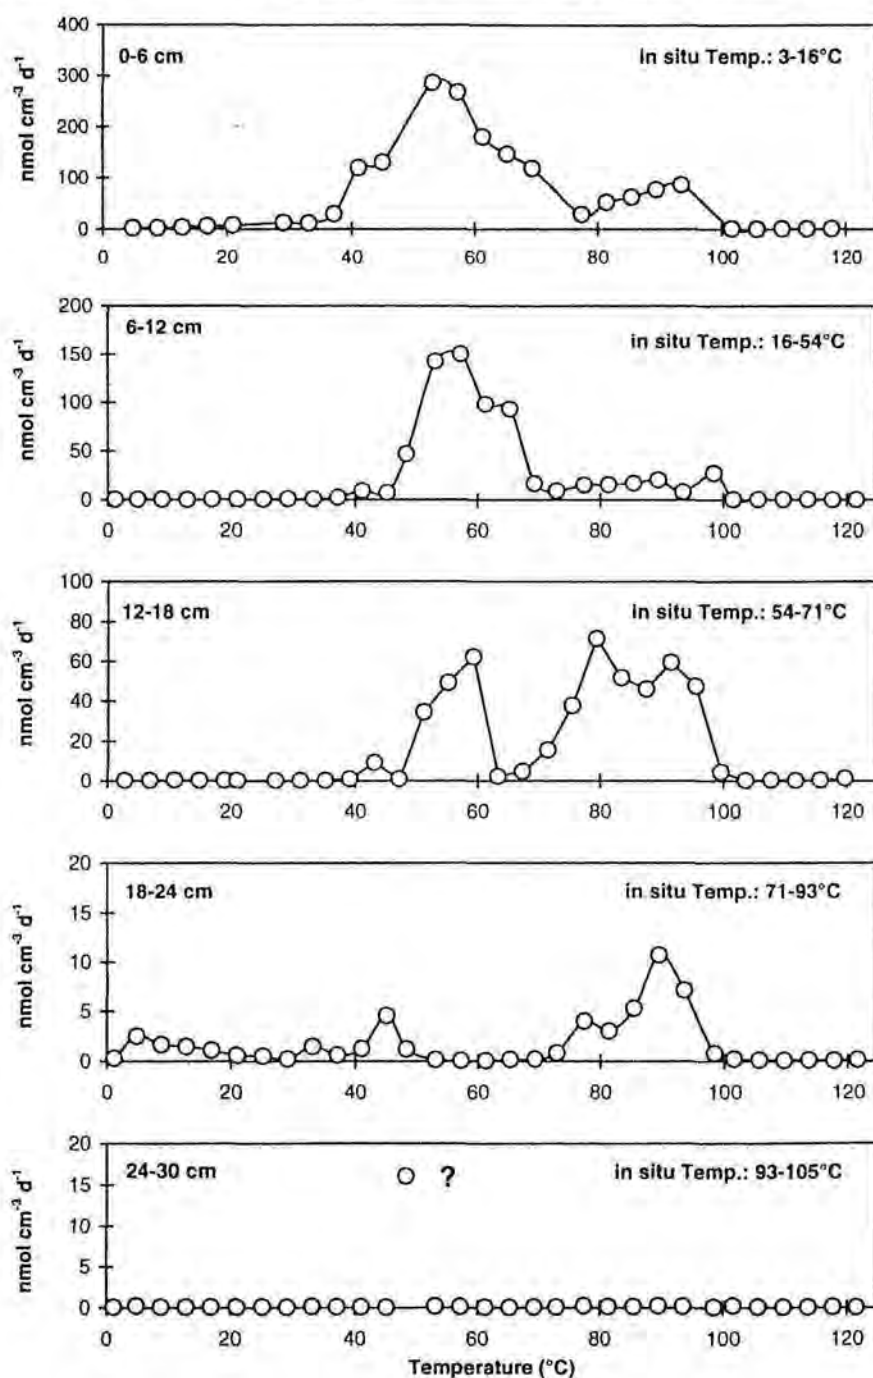 400
0-6 cm
in situ Temp.: 3-16°C
300
200
100
0
nmol cm⁻³ d⁻¹
0 20 40 60 80 100 120
200
6-12 cm
in situ Temp.: 16-54°C
150
100
50
0
nmol cm⁻³ d⁻¹
0 20 40 60 80 100 120
100
12-18 cm
in situ Temp.: 54-71°C
80
60
40
20
0
nmol cm⁻³ d⁻¹
0 20 40 60 80 100 120
20
18-24 cm
in situ Temp.: 71-93°C
15
10
5
0
nmol cm⁻³ d⁻¹
0 20 40 60 80 100 120
20
24-30 cm
?
in situ Temp.: 93-105°C
15
10
5
0
nmol cm⁻³ d⁻¹
0 20 40 60 80 100 120
Temperature (°C)